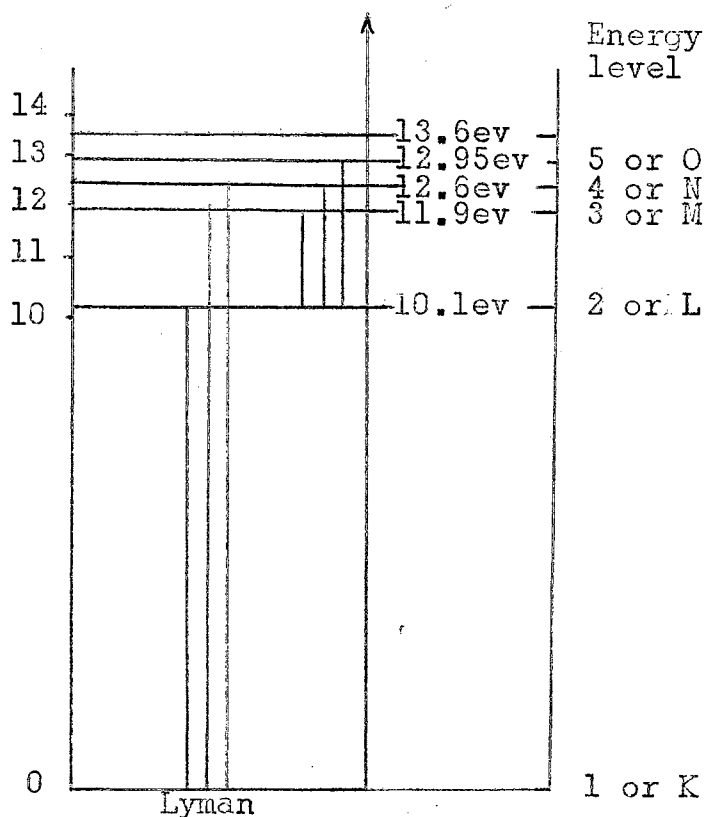 Energy
level
14
13.6ev
13
12.95ev 5 or O
12.6ev 4 or N
12
11.9ev 3 or M
11
10.1ev 2 or L
10
0
1 or K
Lyman